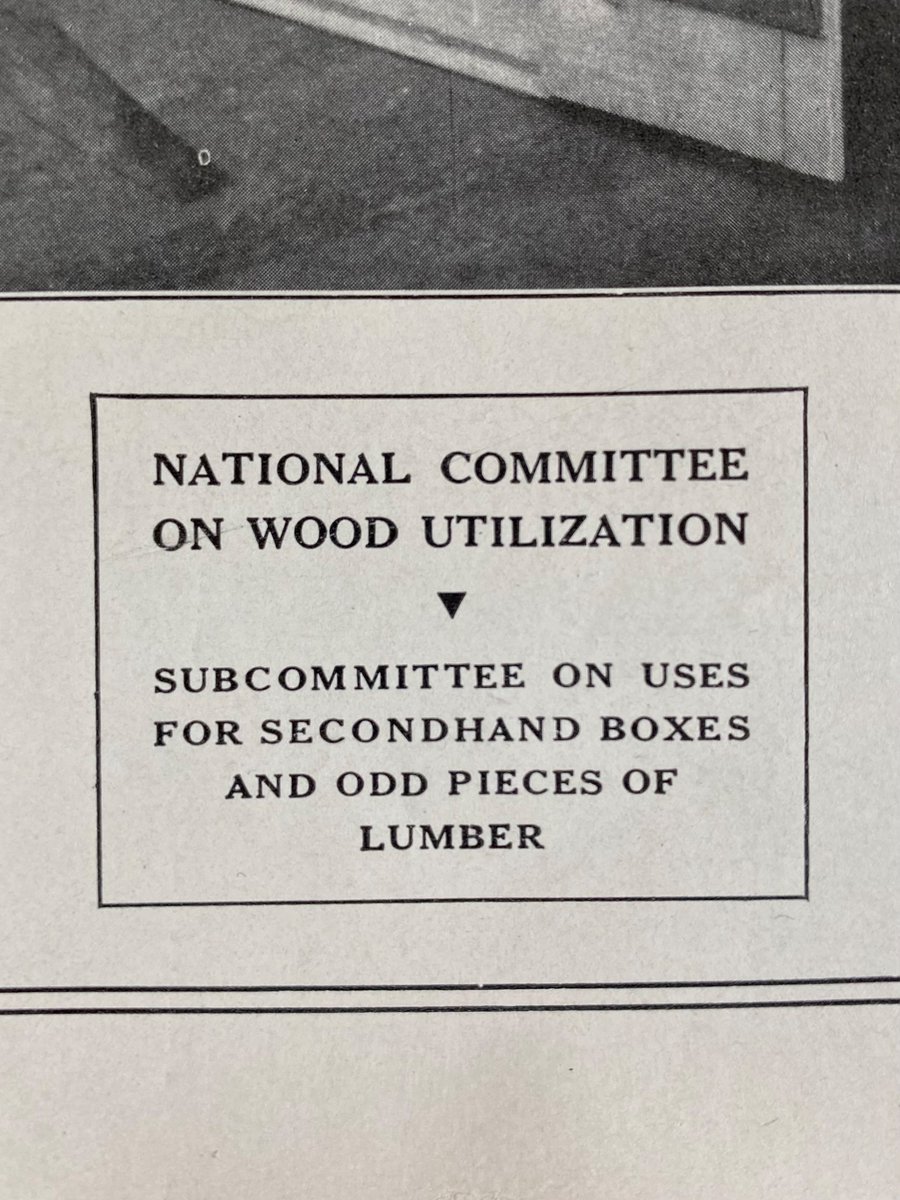 NATIONAL COMMITTEE
ON WOOD UTILIZATION
SUBCOMMITTEE ON USES
FOR SECONDHAND BOXES
AND ODD PIECES OF
LUMBER